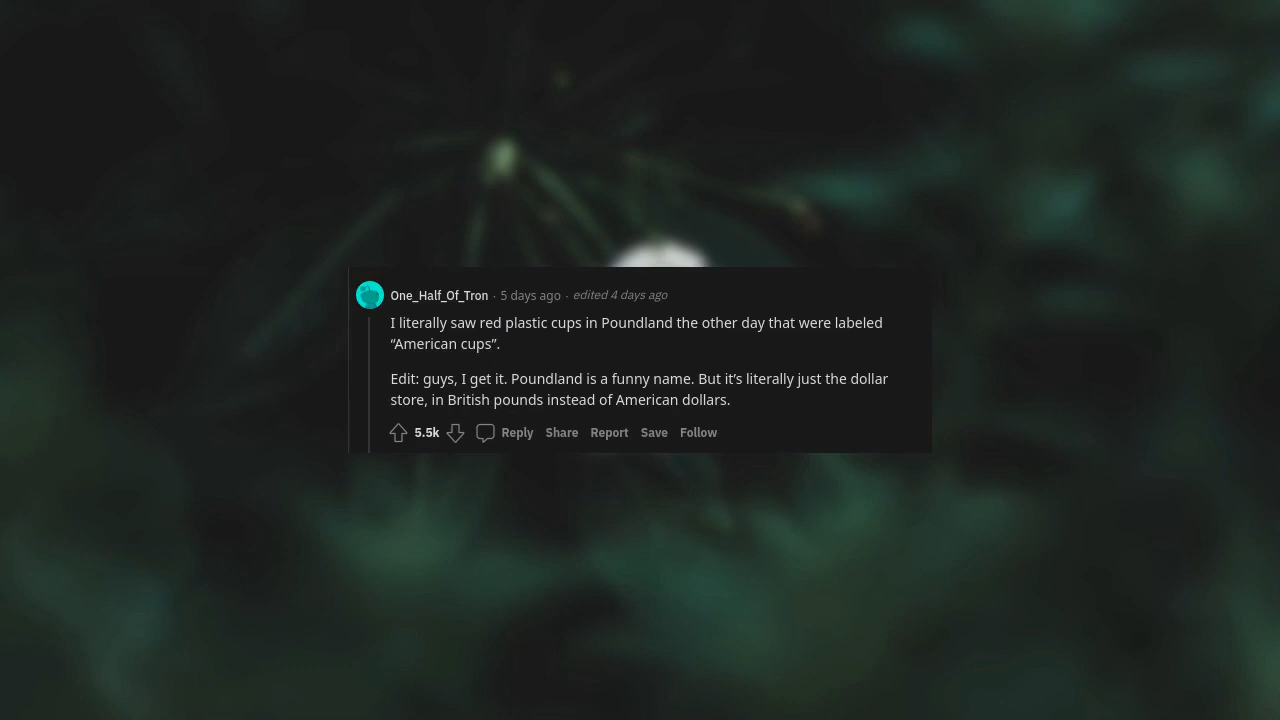 One_Half_Of_Tron · 5 days ago · edited 4 days ago
I literally saw red plastic cups in Poundland the other day that were labeled
“American cups”.
Edit: guys, I get it. Poundland is a funny name. But it’s literally just the dollar
store, in British pounds instead of American dollars.
5.5k Reply Share Report Save Follow